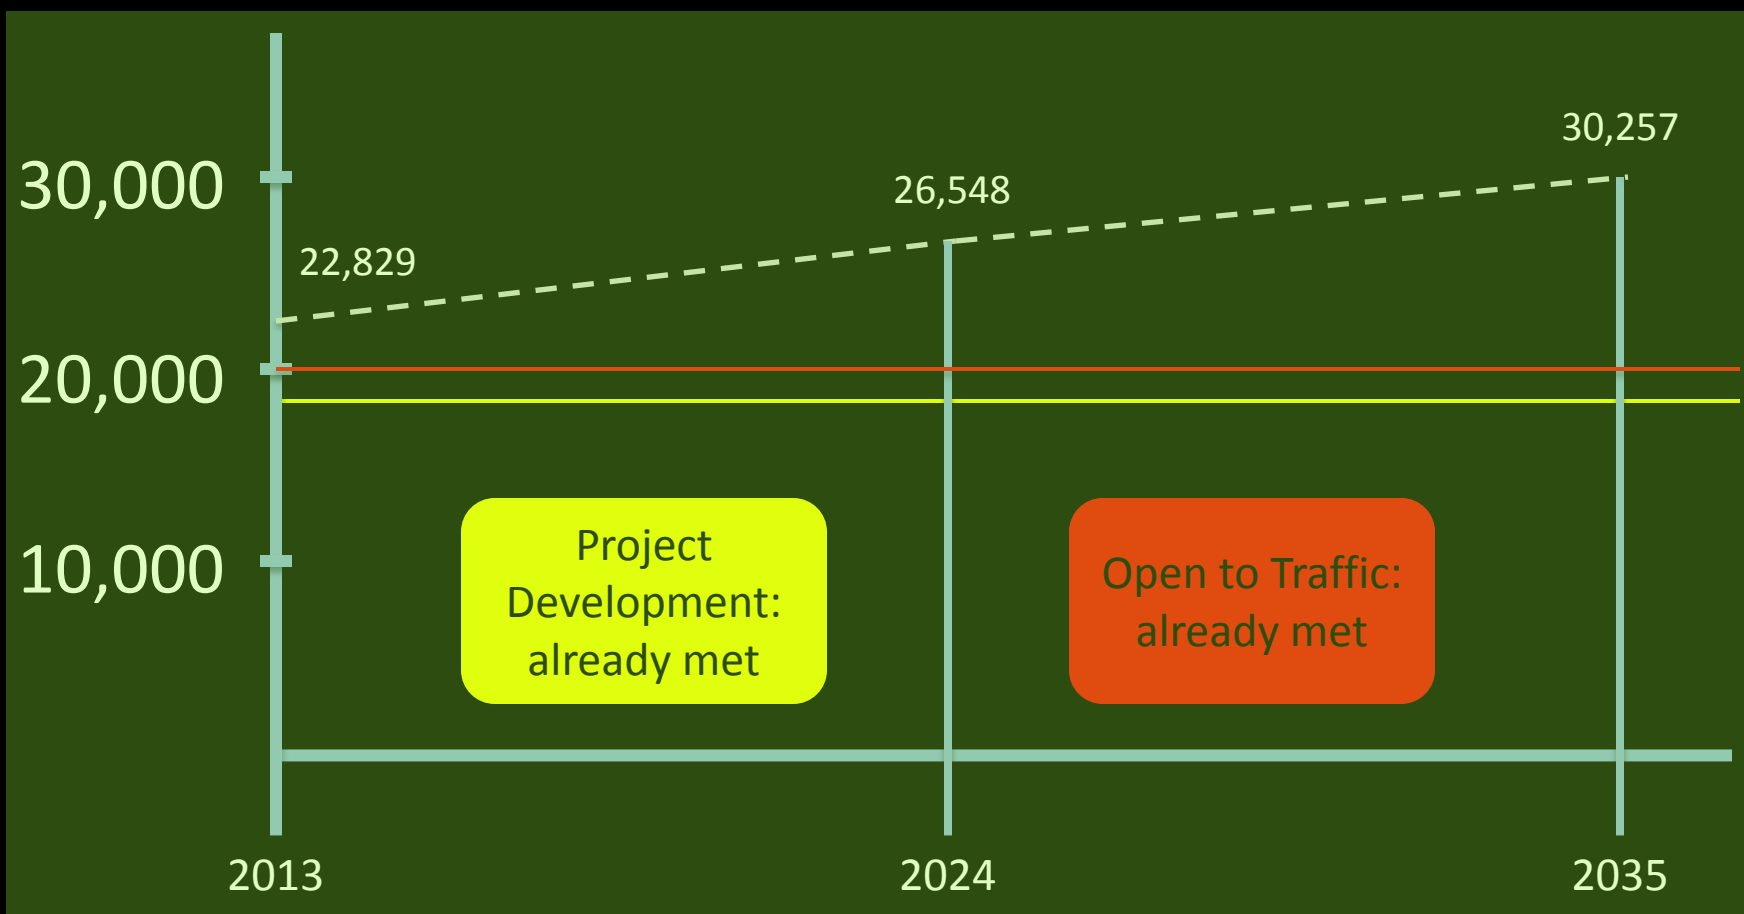 30,257
30,000
26,548
22,829
20,000
10,000
Project
Development:
already met
Open to Traffic:
already met
2013
2024
2035